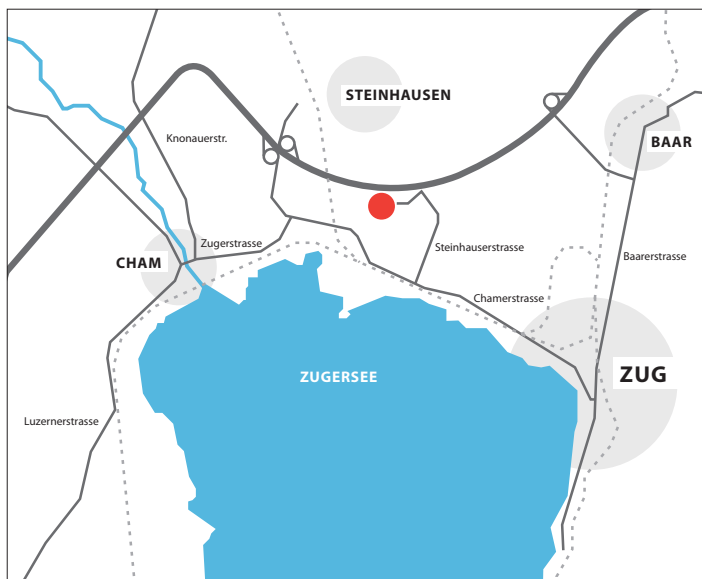 STEINHAUSEN
Knonauerstr.
BAAR
Zugerstrasse
Steinhauserstrasse
Baarerstrasse
CHAM
Chamerstrasse
ZUG
ZUGERSEE
Luzernerstrasse